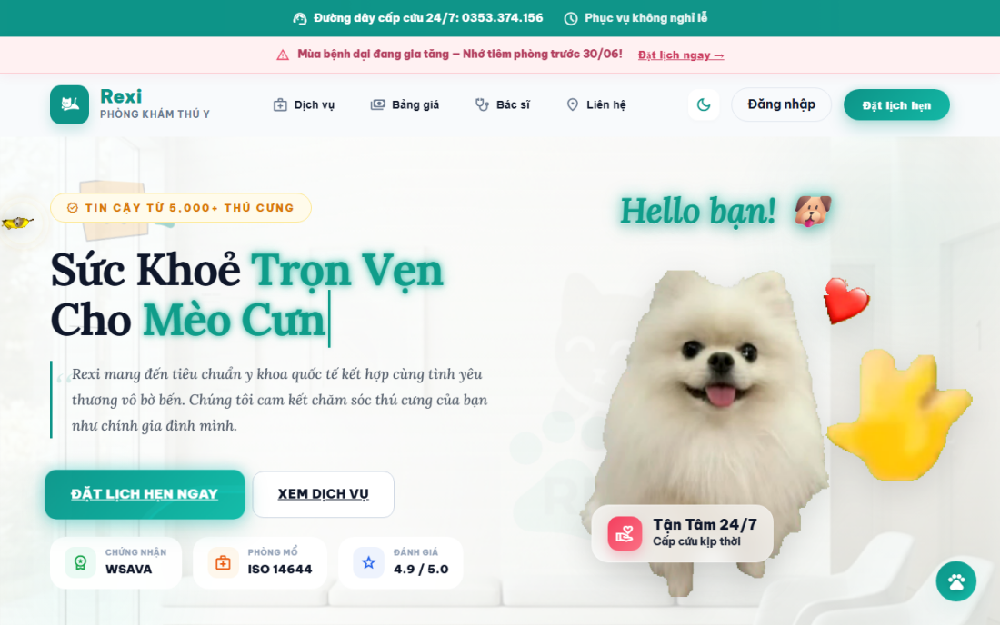 Đường dây cấp cứu 24/7: 0353.374.156
Phục vụ không nghỉ lễ
Mùa bệnh dại đang gia tăng — Nhớ tiêm phòng trước 30/06!
Đặt lịch ngay →
Rexi
PHÒNG KHÁM THÚ Y
Dịch vụ
Bảng giá
Bác sĩ
Liên hệ
Đăng nhập
Đặt lịch hẹn
TIN CẬY TỪ 5,000+ THÚ CƯNG
Sức Khoẻ Trọn Vẹn
Cho Mèo Cưn
Rexi mang đến tiêu chuẩn y khoa quốc tế kết hợp cùng tình yêu
thương vô bờ bến. Chúng tôi cam kết chăm sóc thú cưng của bạn
như chính gia đình mình.
ĐẶT LỊCH HẸN NGAY
XEM DỊCH VỤ
CHỨNG NHẬN
WSAVA
PHÒNG MỔ
ISO 14644
ĐÁNH GIÁ
4.9 / 5.0
Hello bạn!
Tận Tâm 24/7
Cấp cứu kịp thời